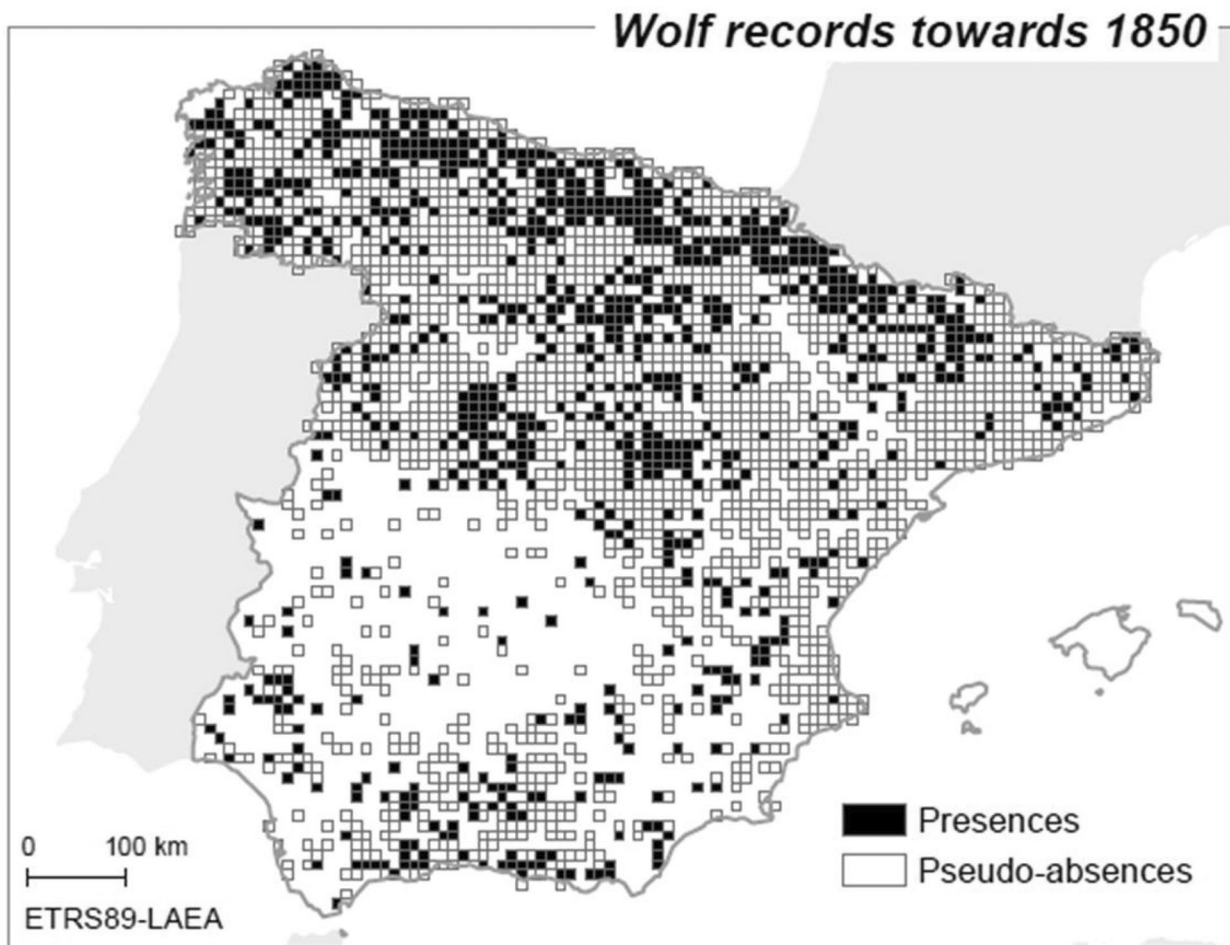 Wolf records towards 1850
Presences
Pseudo-absences
0 100 km
ETRS89-LAEA